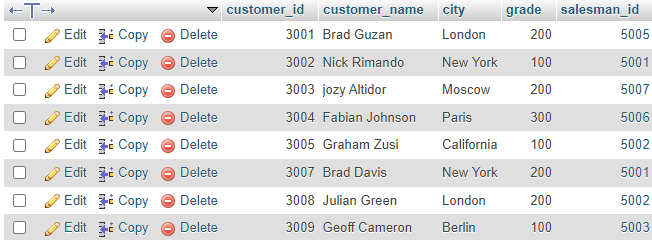 customer_id customer_name city grade salesman_id
Edit Copy Delete 3001 Brad Guzan London 200 5005
Edit Copy Delete 3002 Nick Rimando New York 100 5001
Edit Copy Delete 3003 jozy Altidor Moscow 200 5007
Edit Copy Delete 3004 Fabian Johnson Paris 300 5006
Edit Copy Delete 3005 Graham Zusi California 100 5002
Edit Copy Delete 3007 Brad Davis New York 200 5001
Edit Copy Delete 3008 Julian Green London 200 5002
Edit Copy Delete 3009 Geoff Cameron Berlin 100 5003